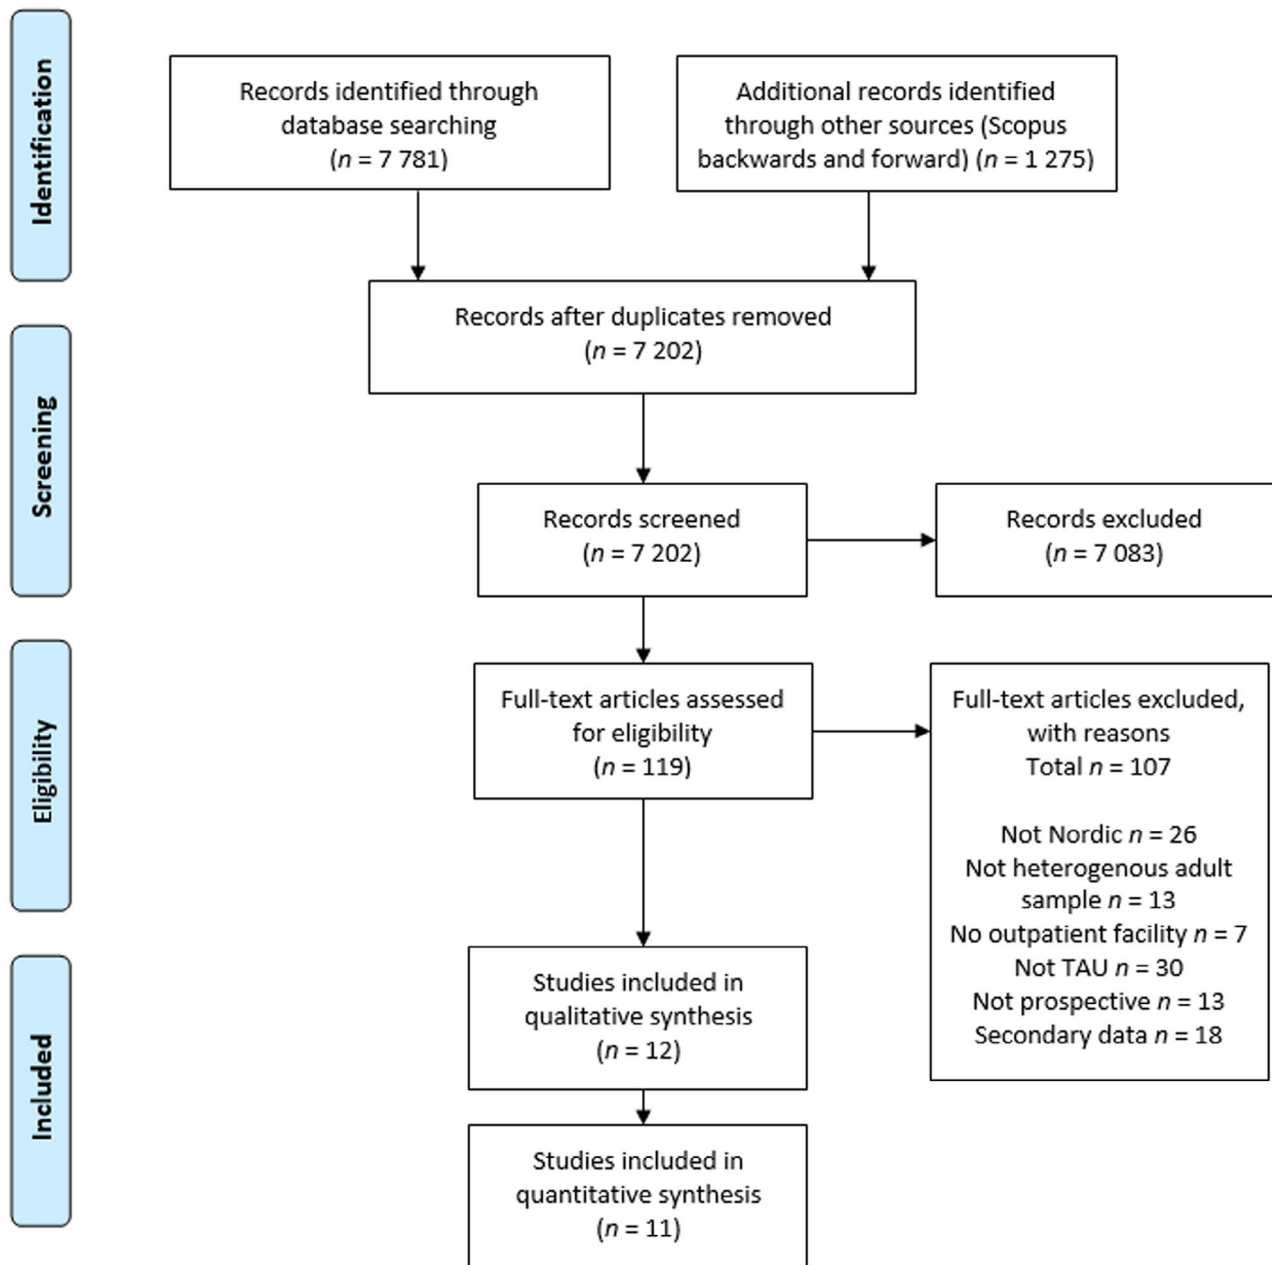 Identification
Records identified through
database searching
(n = 7 781)
Additional records identified
through other sources (Scopus
backwards and forward) (n = 1 275)
Records after duplicates removed
(n = 7 202)
Screening
Records screened
(n = 7 202)
Records excluded
(n = 7 083)
Eligibility
Full-text articles assessed
for eligibility
(n = 119)
Full-text articles excluded,
with reasons
Total n = 107
Not Nordic n = 26
Not heterogenous adult
sample n = 13
No outpatient facility n = 7
Not TAU n = 30
Not prospective n = 13
Secondary data n = 18
Included
Studies included in
qualitative synthesis
(n = 12)
Studies included in
quantitative synthesis
(n = 11)